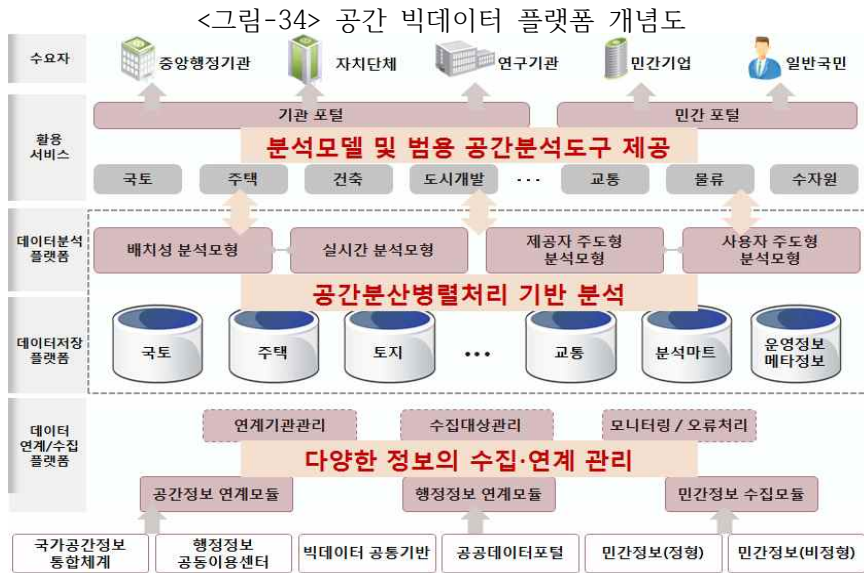 <그림-34> 공간 빅데이터 플랫폼 개념도
수요자
중앙행정기관
자치단체
연구기관
민간기업
일반국민
활용
서비스
기관 포털
민간 포털
분석모델 및 범용 공간분석도구 제공
국토
주택
건축
도시개발
...
교통
물류
수자원
데이터분석
플랫폼
배치성 분석모형
실시간 분석모형
제공자 주도형
분석모형
사용자 주도형
분석모형
공간분산병렬처리 기반 분석
데이터저장
플랫폼
국토
주택
토지
...
교통
분석마트
운영정보
메타정보
데이터
연계/수집
플랫폼
연계기관관리
수집대상관리
모니터링 / 오류처리
다양한 정보의 수집·연계 관리
공간정보 연계모듈
행정정보 연계모듈
민간정보 수집모듈
국가공간정보
통합체계
행정정보
공동이용센터
빅데이터 공통기반
공공데이터포털
민간정보(정형)
민간정보(비정형)